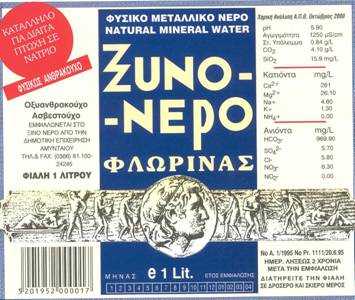 ΚΑΤΑΛΛΗΛΟ
ΓΙΑ ΔΙΑΙΤΑ
ΠΤΩΧΗ ΣΕ
ΝΑΤΡΙΟ
ΦΥΣΙΚΩΣ ΑΝΘΡΑΚΟΥΧΟ
Οξυανθρακούχο
Ασβεστούχο
ΕΜΦΙΑΛΩΝΕΤΑΙ ΣΤΟ
ΞΙΝΟ ΝΕΡΟ ΑΠΟ ΤΗΝ
ΔΗΜΟΤΙΚΗ ΕΠΙΧΕΙΡΗΣΗ
ΑΜΥΝΤΑΙΟΥ
ΤΗΛ.& FAX: (0386) 81.100-
24245
ΦΙΑΛΗ 1 ΛΙΤΡΟΥ
5201952000017
ΦΥΣΙΚΟ ΜΕΤΑΛΛΙΚΟ ΝΕΡΟ
NATURAL MINERAL WATER
ΞΥΝΟ-
-ΝΕΡΟ
ΦΛΩΡΙΝΑΣ
e 1 Lit.
ΜΗΝΑΣ
ΕΤΟΣ ΕΜΦΙΑΛΩΣΗΣ
1 2 3 4 5 6 7 8 9 10 11 12 98 99 00 01 02 03 04
Χημική Ανάλυση Α.Π.Θ. Οκτώβριος 2000
pH 5.90
Αγωγιμότητα 1250 μS/cm
Στ. Υπόλειμμα 0.84 g/L
CO2 4.10 g/L
SiO2 15.9 mg/L
Κατιόντα mg/L
Ca2+ 281
Mg2+ 26.10
Na+ 4.80
K+ 1.30
NH4+ 0.00
Ανιόντα mg/L
HCO3- 969.90
SO42- 5.70
Cl- 5.80
NO3- 8.30
NO2- 0.00
No Α. 1/1995 No Πρ. 1111/20.6.95
ΗΜΕΡ. ΛΗΞΕΩΣ 2 ΧΡΟΝΙΑ
ΜΕΤΑ ΤΗΝ ΕΜΦΙΑΛΩΣΗ
ΔΙΑΤΗΡΕΙΤΕ ΤΗΝ ΦΙΑΛΗ
ΣΕ ΔΡΟΣΕΡΟ ΚΑΙ ΣΚΙΕΡΟ ΜΕΡΟΣ